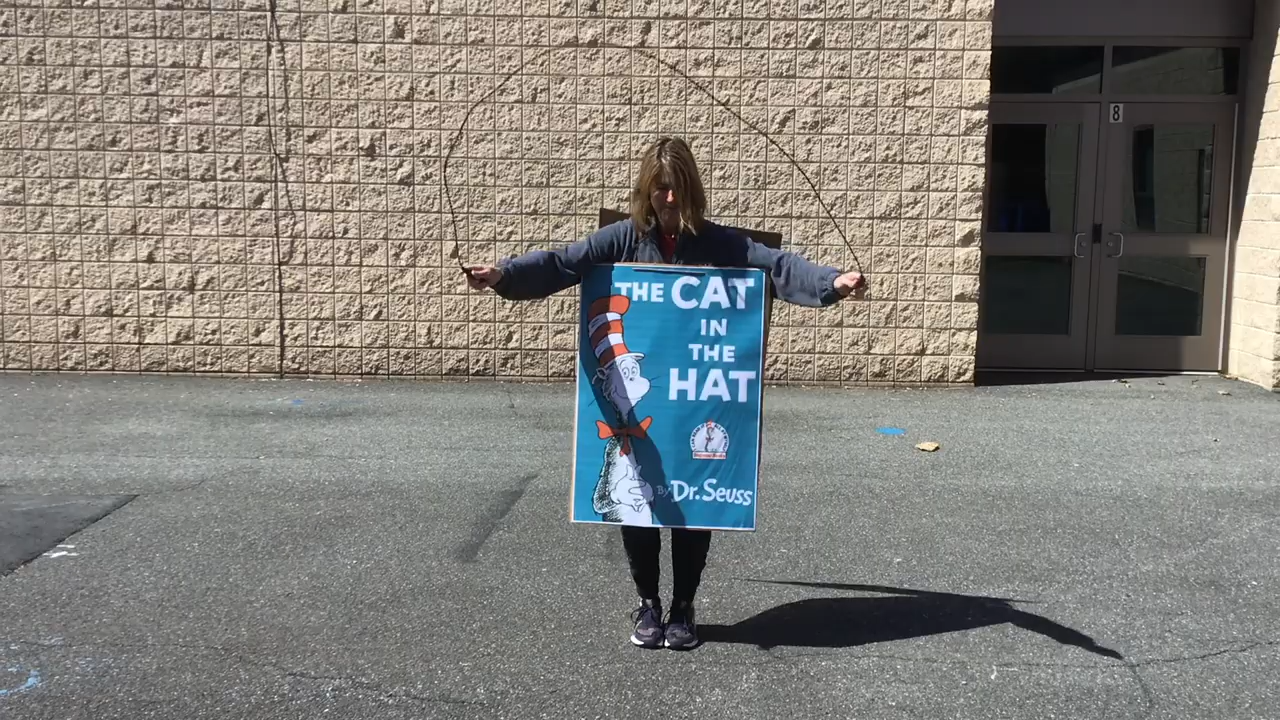 8
THE CAT
IN
THE
HAT
By Dr. Seuss